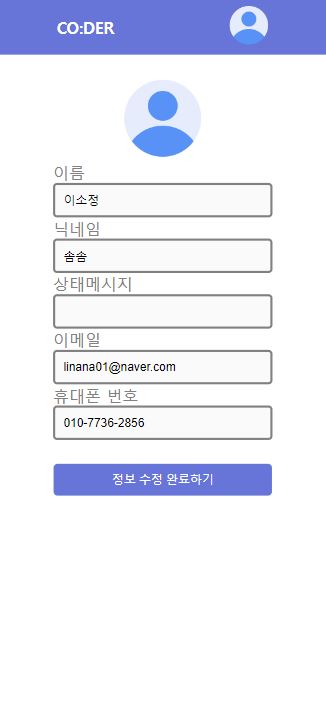 CO:DER
이름
이소정
닉네임
솜솜
상태메시지
이메일
linana01@naver.com
휴대폰 번호
010-7736-2856
정보 수정 완료하기